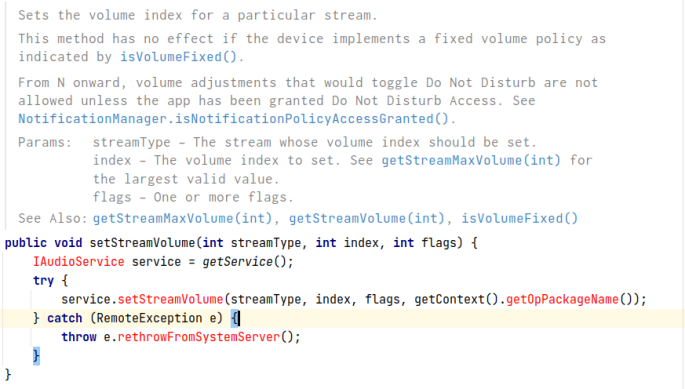 Sets the volume index for a particular stream.
This method has no effect if the device implements a fixed volume policy as
indicated by isVolumeFixed().
From N onward, volume adjustments that would toggle Do Not Disturb are not
allowed unless the app has been granted Do Not Disturb Access. See
NotificationManager.isNotificationPolicyAccessGranted().
Params: streamType – The stream whose volume index should be set.
index – The volume index to set. See getStreamMaxVolume(int) for
the largest valid value.
flags – One or more flags.
See Also: getStreamMaxVolume(int), getStreamVolume(int), isVolumeFixed()
public void setStreamVolume(int streamType, int index, int flags) {
IAudioService service = getService();
try {
service.setStreamVolume(streamType, index, flags, getContext().getOpPackageName());
} catch (RemoteException e) {
throw e.rethrowFromSystemServer();
}
}